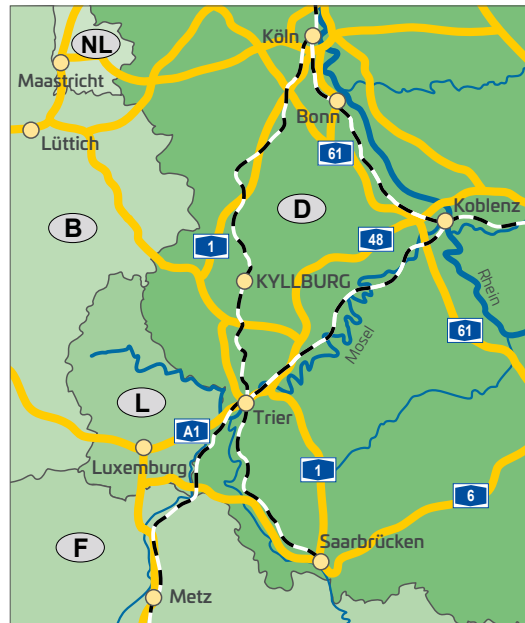 Köln
NL
Maastricht
Bonn
Lüttich
61
D
Koblenz
B
1
48
KYLLBURG
Rhein
61
Mosel
L
Trier
A1
Luxemburg
1
6
F
Saarbrücken
Metz